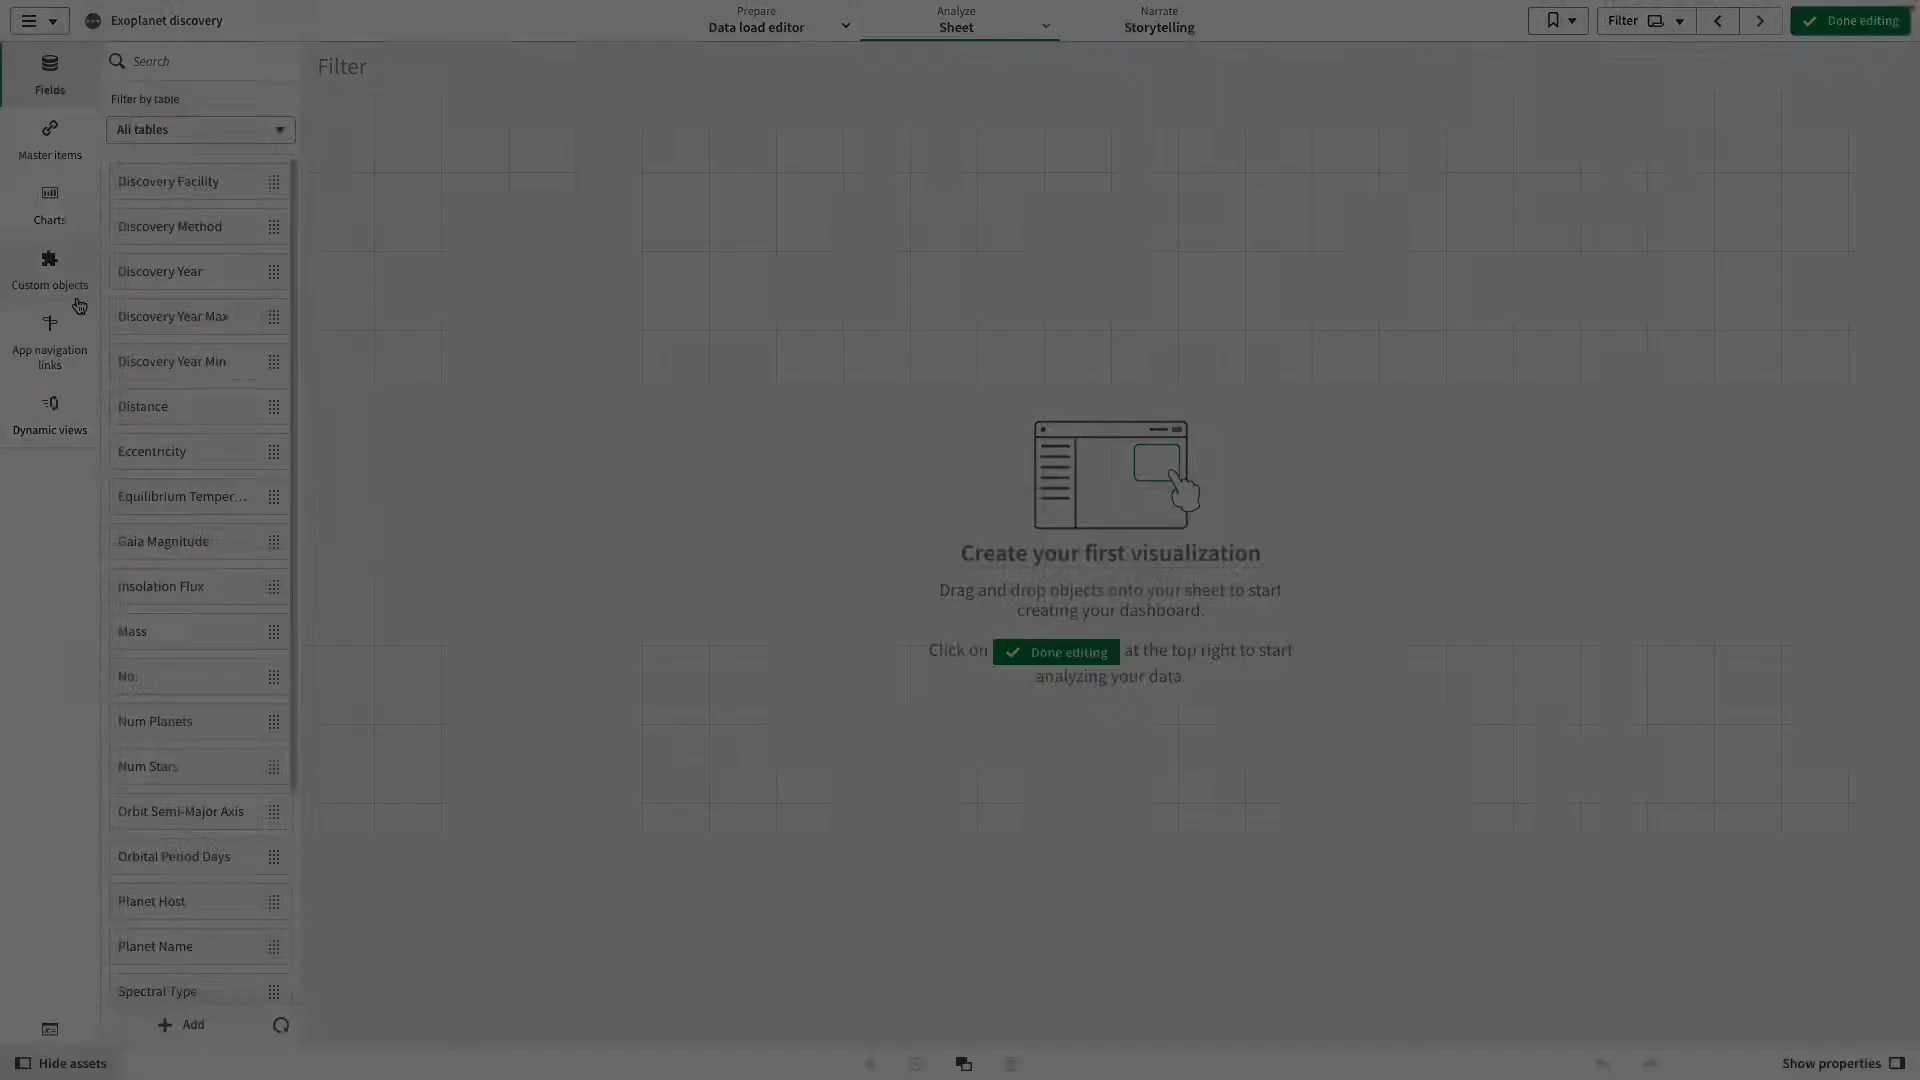 Exoplanet discovery
Prepare
Data load editor
Analyze
Sheet
Narrate
Storytelling
Filter
Done editing
Fields
Master items
Charts
Custom objects
App navigation
links
Dynamic views
Search
Filter by table
All tables
Discovery Facility
Discovery Method
Discovery Year
Discovery Year Max
Discovery Year Min
Distance
Eccentricity
Equilibrium Temper...
Gaia Magnitude
Insolation Flux
Mass
No.
Num Planets
Num Stars
Orbit Semi-Major Axis
Orbital Period Days
Planet Host
Planet Name
Spectral Type
Add
Filter
Create your first visualization
Drag and drop objects onto your sheet to start
creating your dashboard.
Click on Done editing at the top right to start
analyzing your data.
Hide assets
Show properties